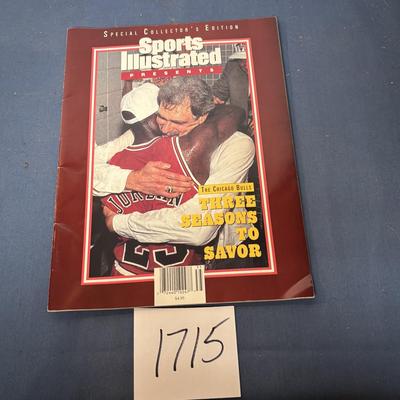 SPECIAL COLLECTOR'S EDITION
Sports
Illustrated
PRESENTS
JORDAN
23
THE CHICAGO BULLS
THREE
SEASONS
TO
SAVOR
1715